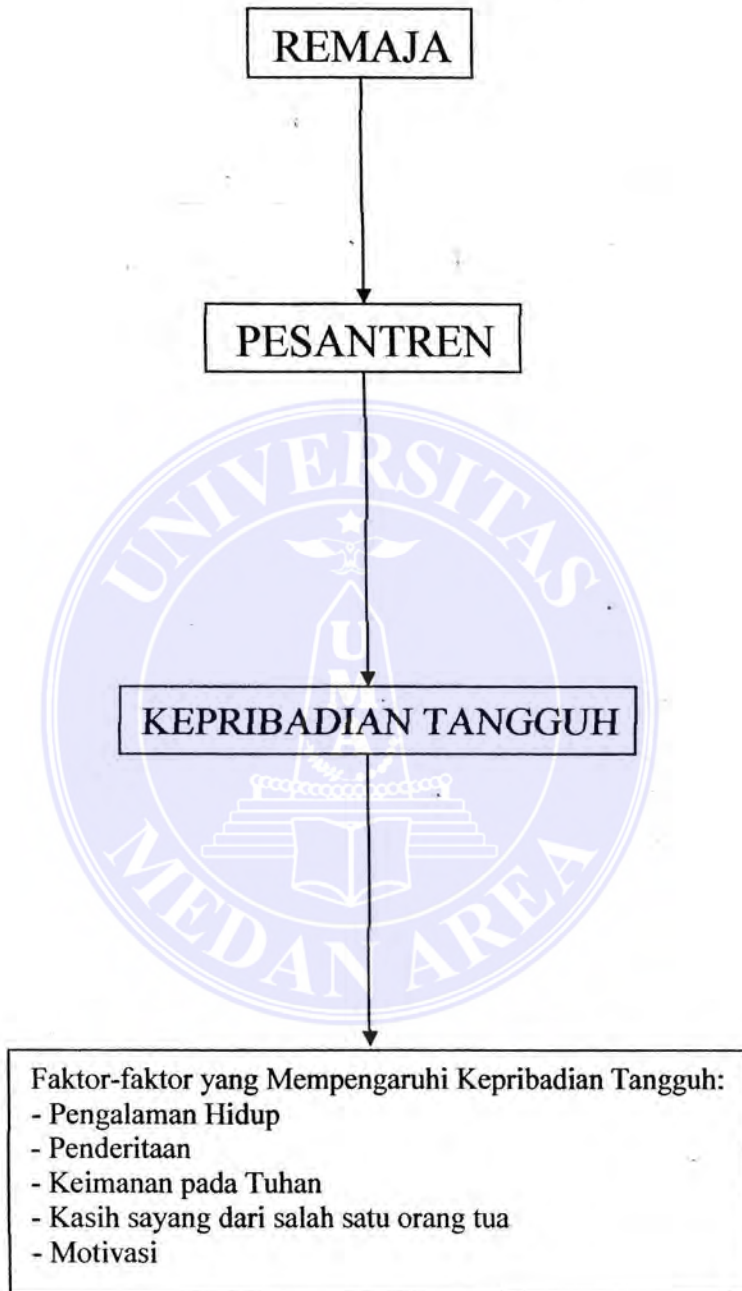 REMAJA
PESANTREN
UNIVERSITAS
UMA
KEPRIBADIAN TANGGUH
MEDAN AREA
Faktor-faktor yang Mempengaruhi Kepribadian Tangguh:
- Pengalaman Hidup
- Penderitaan
- Keimanan pada Tuhan
- Kasih sayang dari salah satu orang tua
- Motivasi